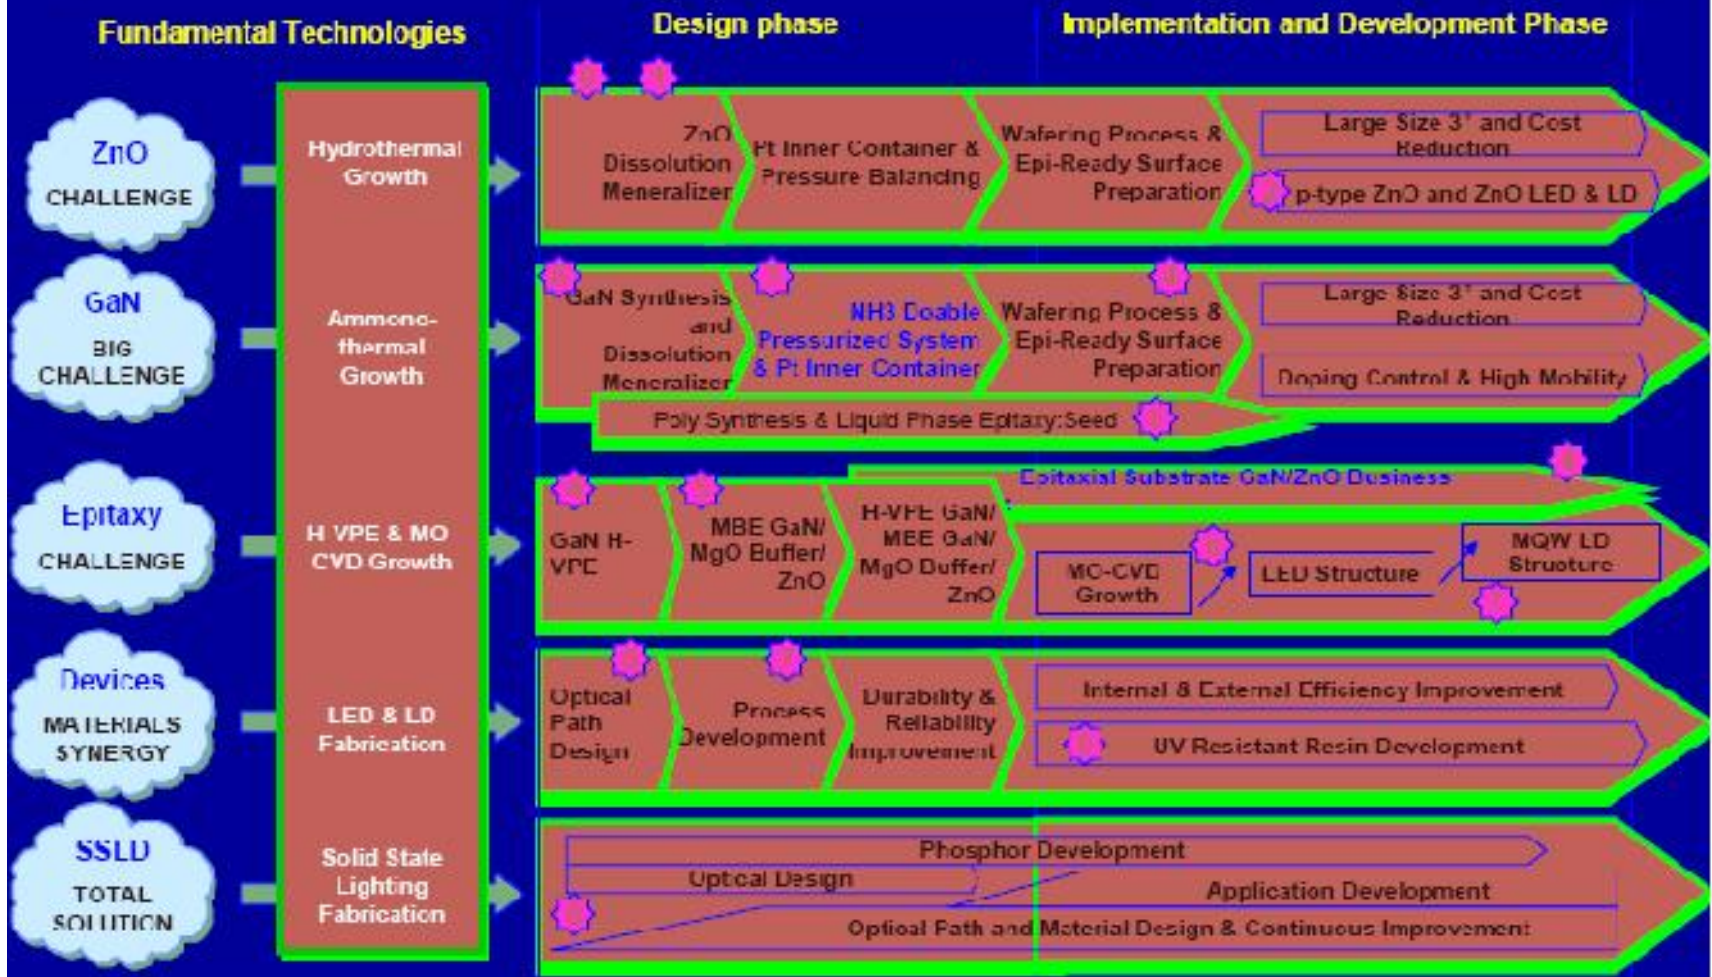 Fundamental Technologies
Design phase
Implementation and Development Phase
ZnO
CHALLENGE
Hydrothermal
Growth
ZnO
Dissolution
Meneralizer
Pt Inner Container &
Pressure Balancing
Wafering Process &
Epi-Ready Surface
Preparation
Large Size 3" and Cost
Reduction
p-type ZnO and ZnO LED & LD
GaN
BIG
CHALLENGE
Ammono-
thermal
Growth
GaN Synthesis
and
Dissolution
Meneralizer
NH3 Doable
Pressurized System
& Pt Inner Container
Wafering Process &
Epi-Ready Surface
Preparation
Large Size 3" and Cost
Reduction
Doping Control & High Mobility
Poly Synthesis & Liquid Phase Epitaxy:Seed
Epitaxy
CHALLENGE
H-VPE & MO
CVD Growth
GaN H-
VPE
MBE GaN/
MgO Buffer/
ZnO
H-VPE GaN/
MBE GaN/
MgO Buffer/
ZnO
Epitaxial Substrate GaN/ZnO Business
MO-CVD
Growth
LED Structure
MQW LD
Structure
Devices
MATERIALS
SYNERGY
LED & LD
Fabrication
Optical
Path
Design
Process
Development
Durability &
Reliability
Improvement
Internal & External Efficiency Improvement
UV Resistant Resin Development
SSLD
TOTAL
SOLUTION
Solid State
Lighting
Fabrication
Phosphor Development
Optical Design
Application Development
Optical Path and Material Design & Continuous Improvement